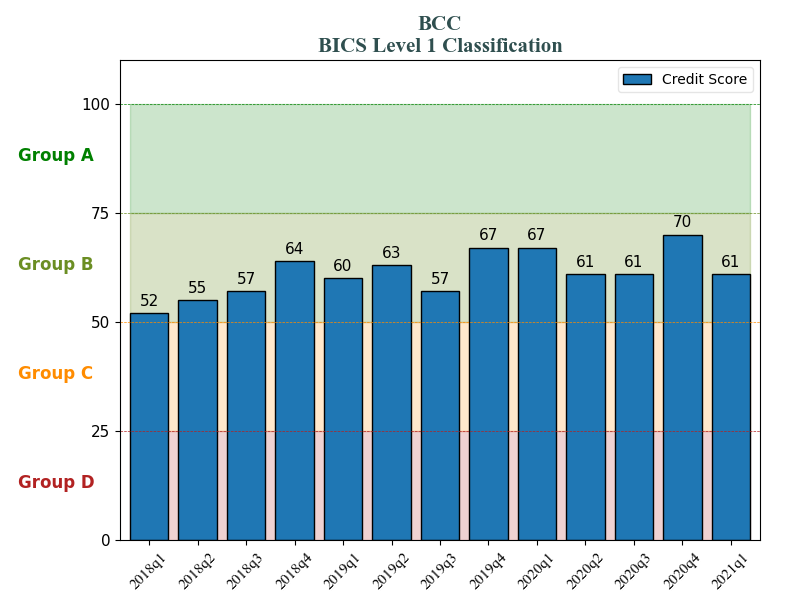 BCC
BICS Level 1 Classification
Credit Score
100
Group A
75
70
67 67
64
63
61 61 61
60
57 57
55
52
Group B
50
Group C
25
Group D
0
2018q1 2018q2 2018q3 2018q4 2019q1 2019q2 2019q3 2019q4 2020q1 2020q2 2020q3 2020q4 2021q1